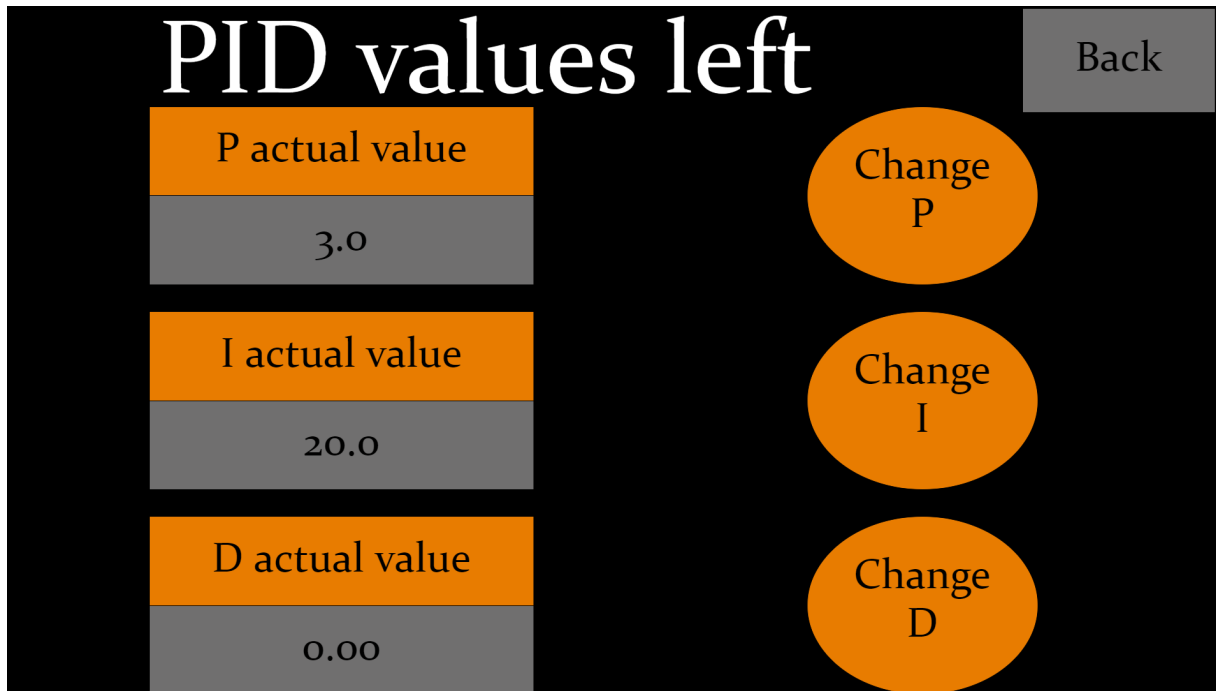 PID values left
Back
P actual value
3.0
Change
P
I actual value
20.0
Change
I
D actual value
0.00
Change
D